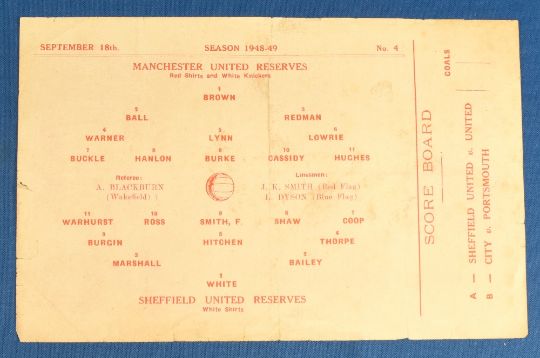 SEPTEMBER 18th. SEASON 1948-49 No. 4
MANCHESTER UNITED RESERVES
Red Shirts and White Knickers
1
BROWN
2 3
BALL REDMAN
4 5 6
WARNER LYNN LOWRIE
7 8 9 10 11
BUCKLE HANLON BURKE CASSIDY HUGHES
Referee: Linesmen:
A. BLACKBURN J. K. SMITH (Red Flag)
(Wakefield) L. DYSON (Blue Flag)
11 10 9 8 7
WARHURST ROSS SMITH, F. SHAW COOP
6 5 4
BURGIN HITCHEN THORPE
3 2
MARSHALL BAILEY
1
WHITE
SHEFFIELD UNITED RESERVES
White Shirts
SCORE BOARD
GOALS
A — SHEFFIELD UNITED v. UNITED
B — CITY v. PORTSMOUTH